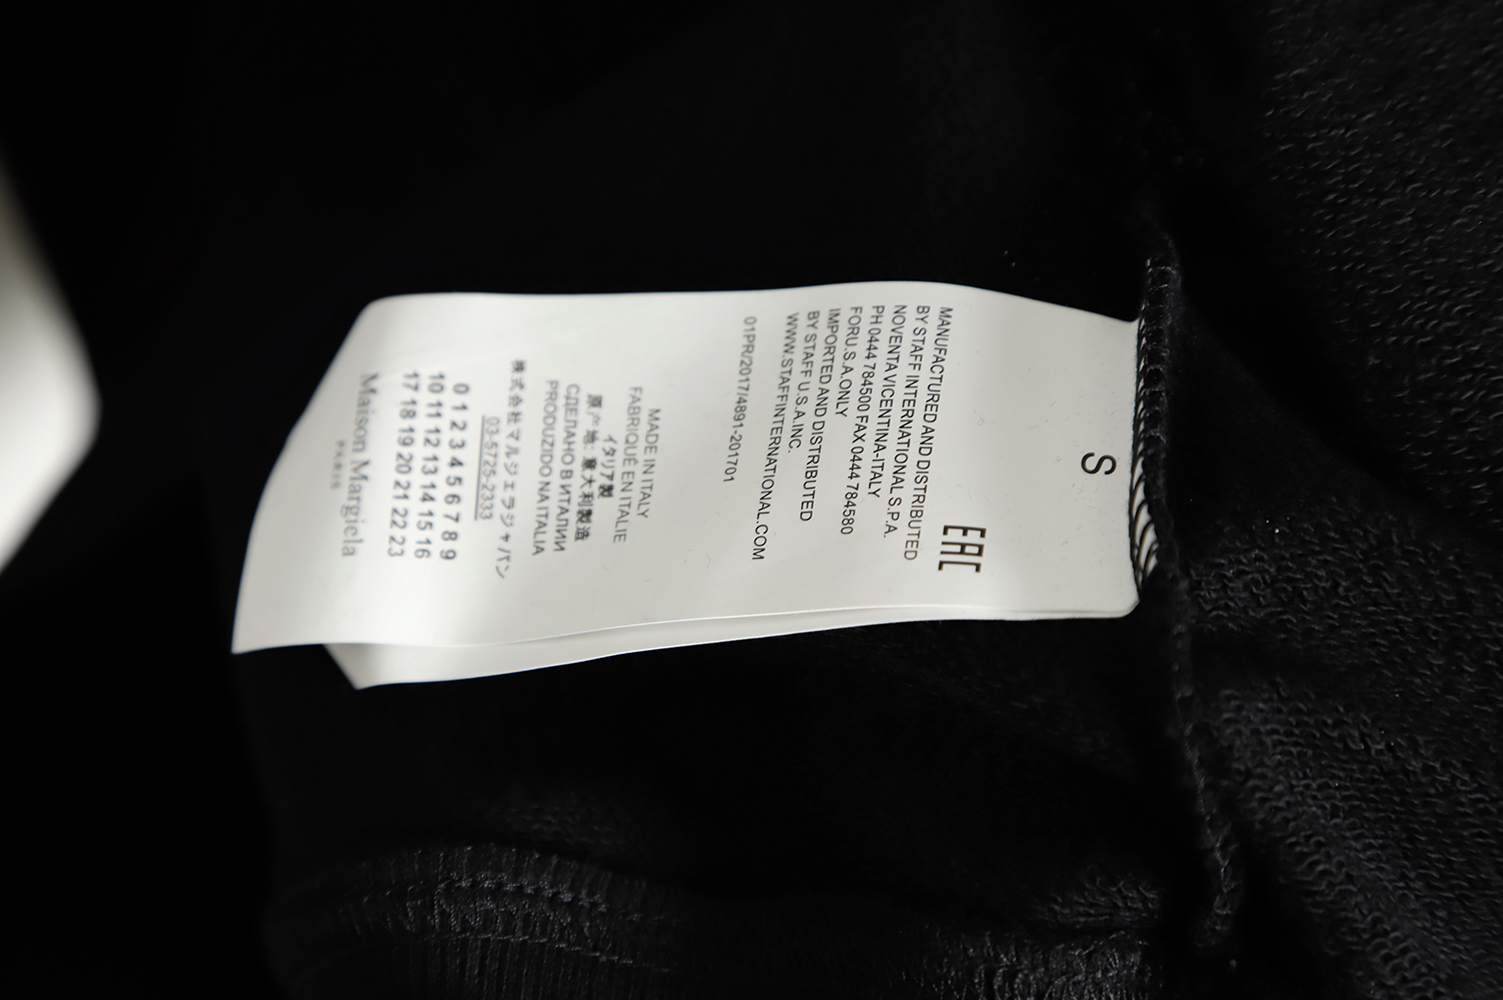 S
EAC
MANUFACTURED AND DISTRIBUTED
BY STAFF INTERNATIONAL S.P.A.
NOVENTA VICENTINA-ITALY
PH 0444 784500 FAX 0444 784580
FOR U.S.A. ONLY
IMPORTED AND DISTRIBUTED
BY STAFF U.S.A.INC.
WWW.STAFFINTERNATIONAL.COM
01PR/2017/4891-201701
MADE IN ITALY
FABRIQUÉ EN ITALIE
イタリア製
原产地：意大利製造
СДЕЛАНО В ИТАЛИИ
PRODUZIDO NA ITALIA
株式会社 マルジェラ ジャパン
03-5725-2333
0 1 2 3 4 5 6 7 8 9
10 11 12 13 14 15 16
17 18 19 20 21 22 23
Maison Margiela